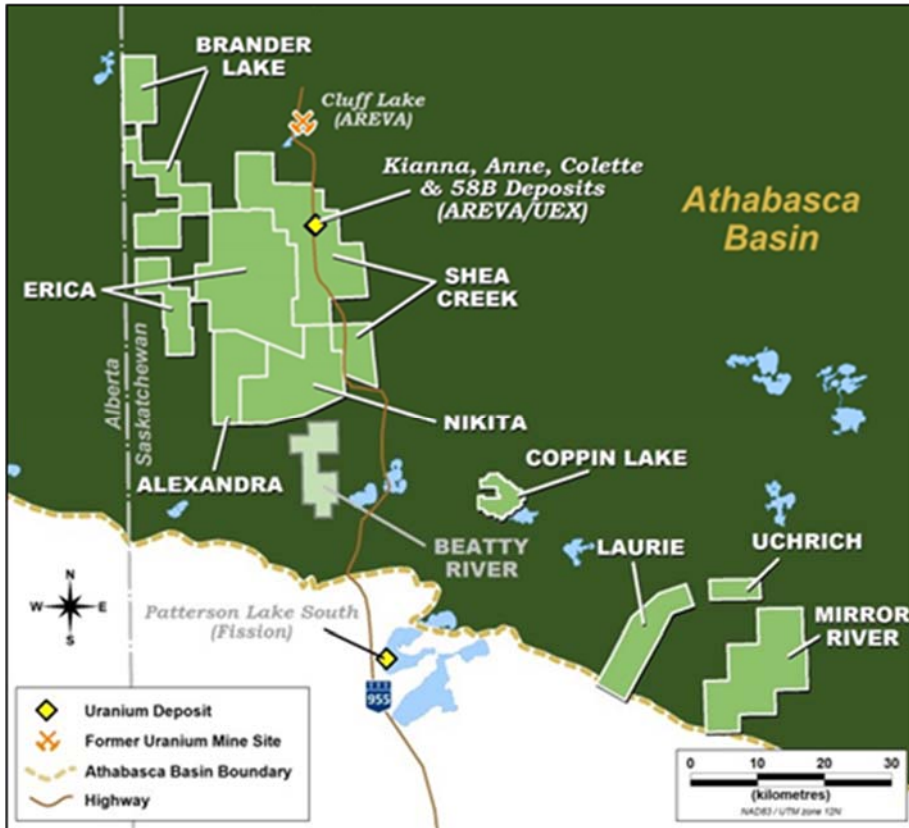 BRANDER
LAKE
Cluff Lake
(AREVA)
Kianna, Anne, Colette
& 58B Deposits
(AREVA/UEX)
Athabasca
Basin
ERICA
SHEA
CREEK
Alberta
Saskatchewan
NIKITA
ALEXANDRA
COPPIN LAKE
BEATTY
RIVER
LAURIE
UCHRICH
N
W
E
S
Patterson Lake South
(Fission)
MIRROR
RIVER
955
Uranium Deposit
Former Uranium Mine Site
Athabasca Basin Boundary
Highway
0 10 20 30
(kilometres)
NAD83 / UTM zone 12N